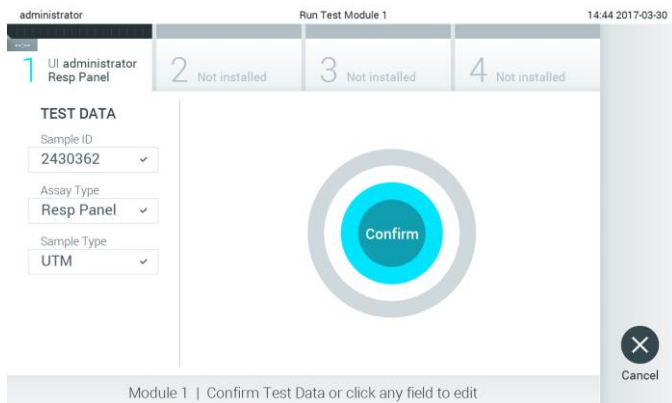 administrator
Run Test Module 1
14:44 2017-03-30
--:--
1
UI administrator
Resp Panel
2 Not installed
3 Not installed
4 Not installed
TEST DATA
Sample ID
2430362
Assay Type
Resp Panel
Sample Type
UTM
Confirm
Cancel
Module 1 | Confirm Test Data or click any field to edit